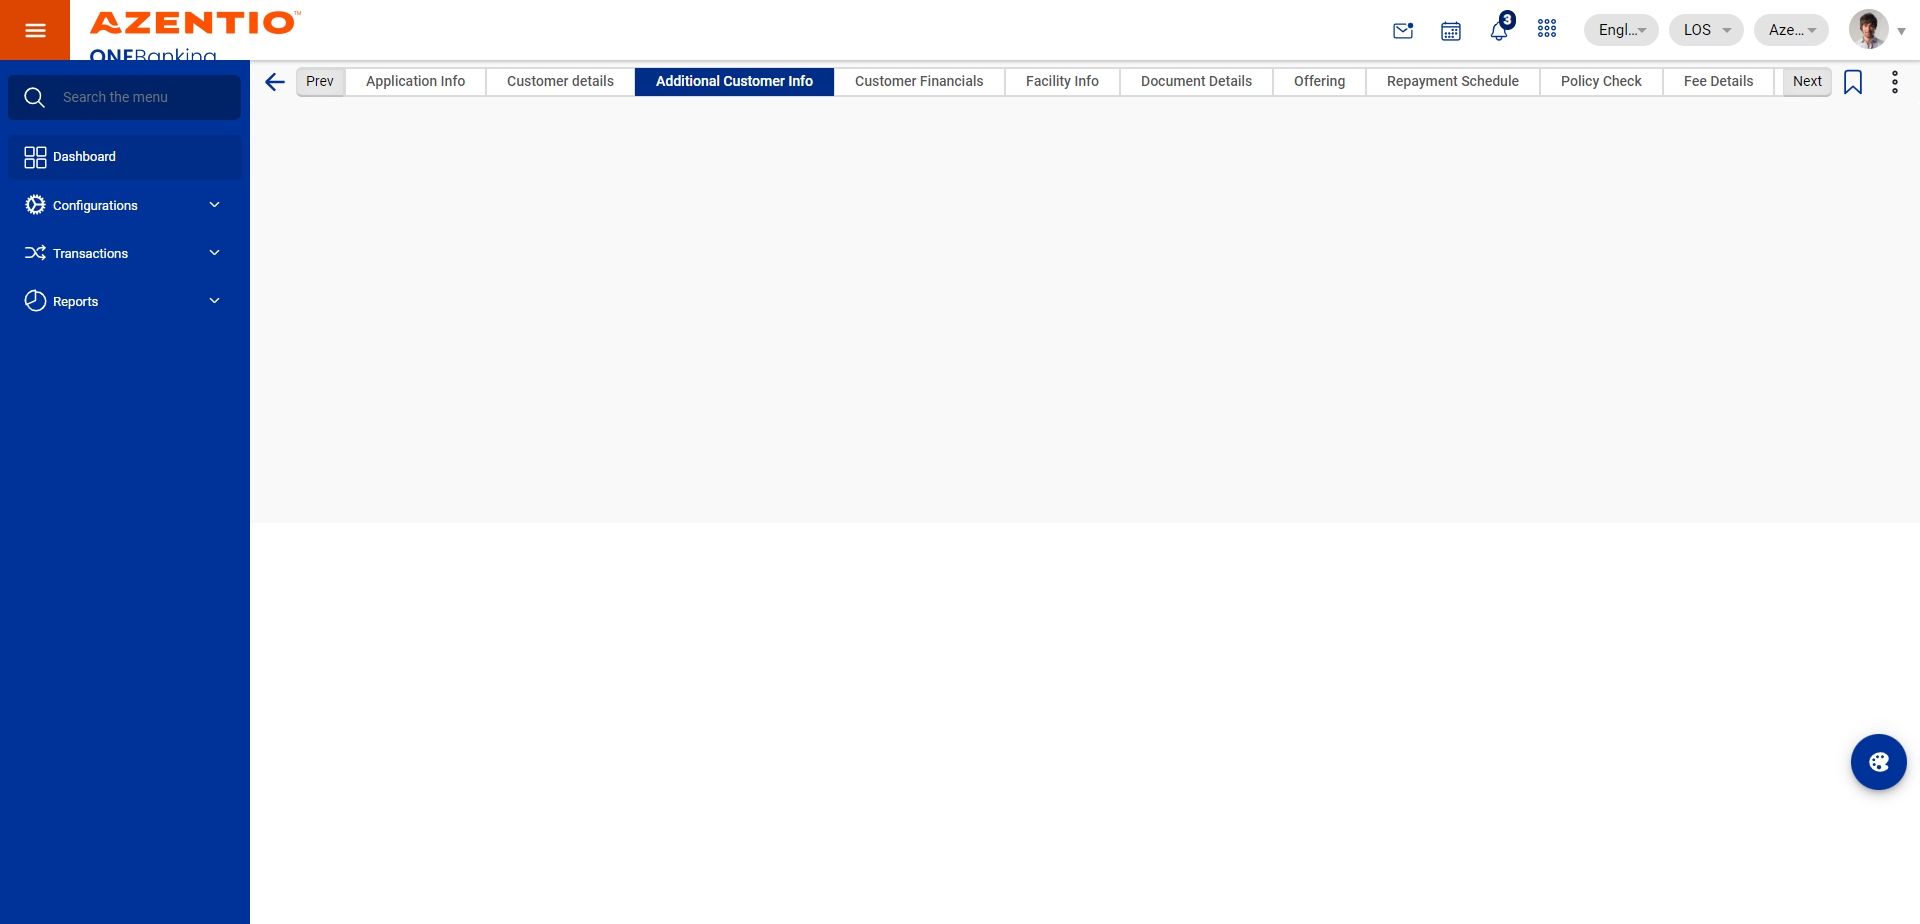 AZENTIO™
ONEBanking
3
Engl...
LOS
Aze...
Search the menu
Dashboard
Configurations
Transactions
Reports
Prev
Application Info
Customer details
Additional Customer Info
Customer Financials
Facility Info
Document Details
Offering
Repayment Schedule
Policy Check
Fee Details
Next